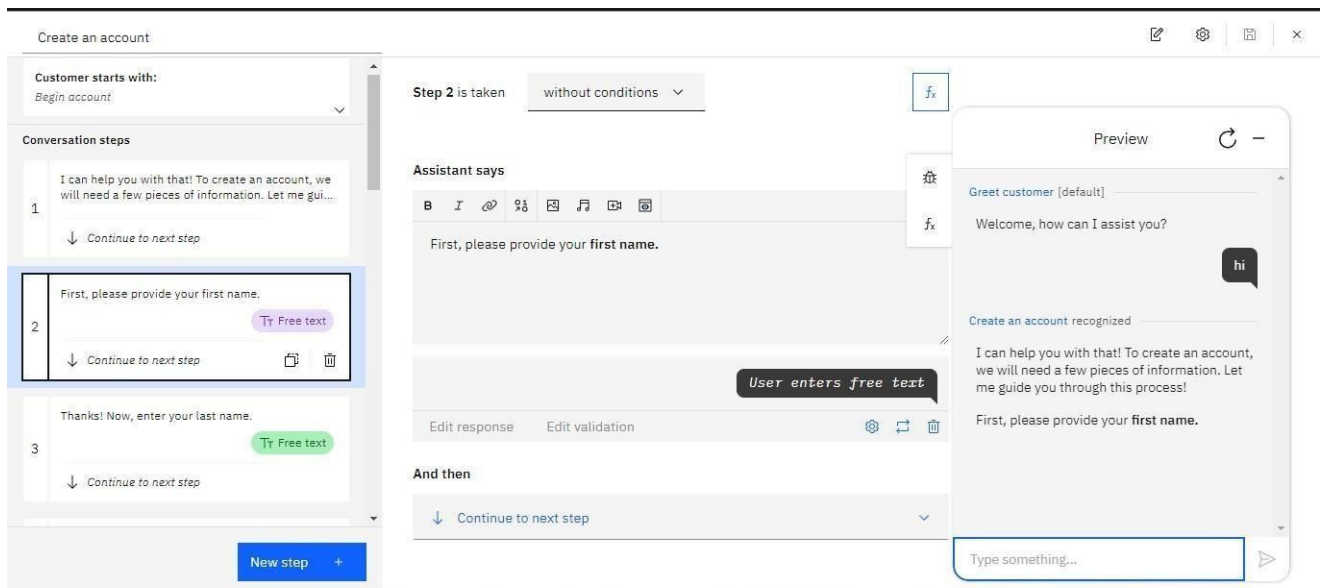 Create an account
Customer starts with:
Begin account
Conversation steps
1
I can help you with that! To create an account, we
will need a few pieces of information. Let me gui...
Continue to next step
2
First, please provide your first name.
Tт Free text
Continue to next step
3
Thanks! Now, enter your last name.
Tт Free text
Continue to next step
New step +
Step 2 is taken without conditions
fx
Assistant says
B I
First, please provide your first name.
fx
User enters free text
Edit response Edit validation
And then
Continue to next step
Preview
Greet customer [default]
Welcome, how can I assist you?
hi
Create an account recognized
I can help you with that! To create an account,
we will need a few pieces of information. Let
me guide you through this process!
First, please provide your first name.
Type something...